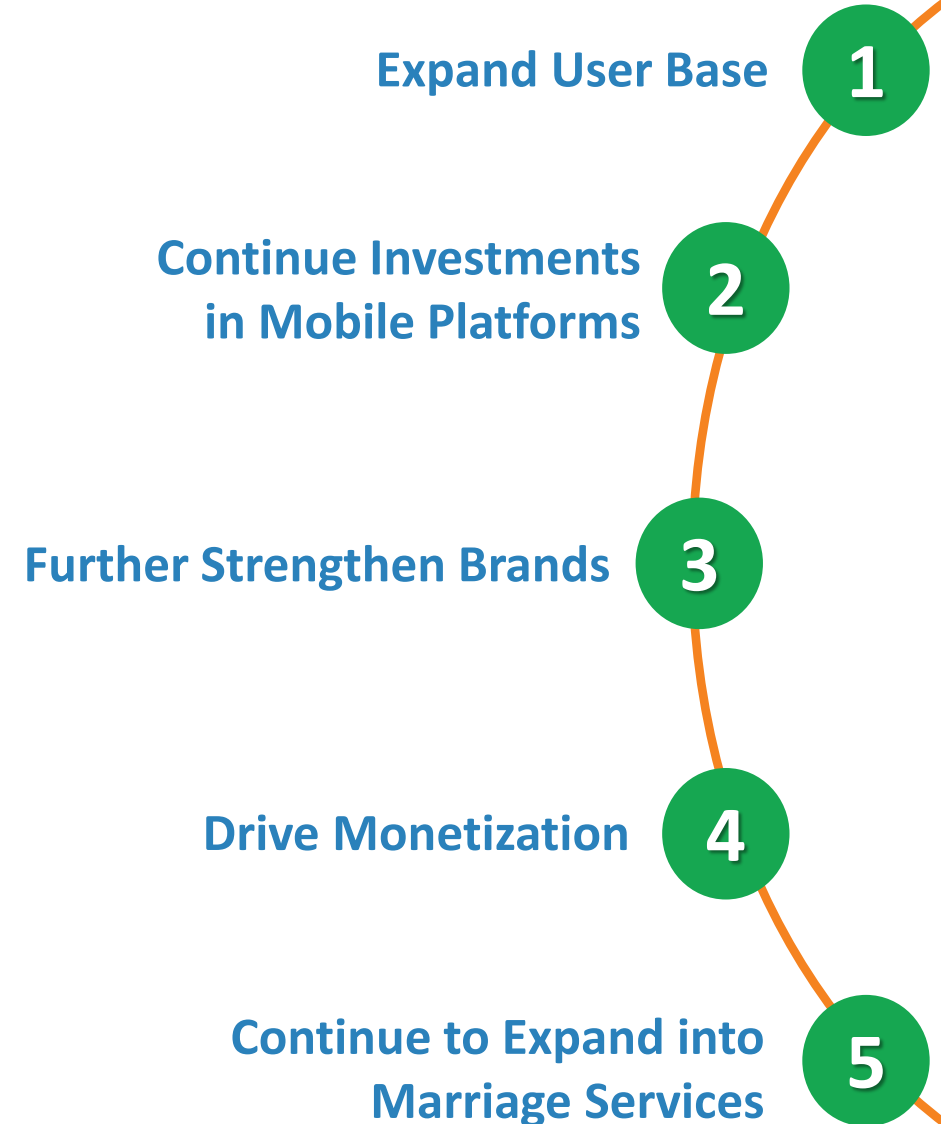 Expand User Base
1
Continue Investments
in Mobile Platforms
2
Further Strengthen Brands
3
Drive Monetization
4
Continue to Expand into
Marriage Services
5